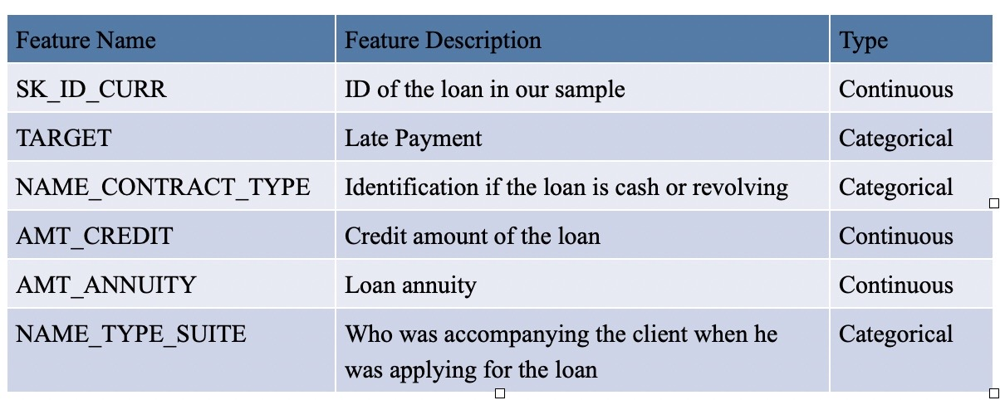 Feature Name Feature Description Type
SK_ID_CURR ID of the loan in our sample Continuous
TARGET Late Payment Categorical
NAME_CONTRACT_TYPE Identification if the loan is cash or revolving Categorical
AMT_CREDIT Credit amount of the loan Continuous
AMT_ANNUITY Loan annuity Continuous
NAME_TYPE_SUITE Who was accompanying the client when he Categorical
was applying for the loan